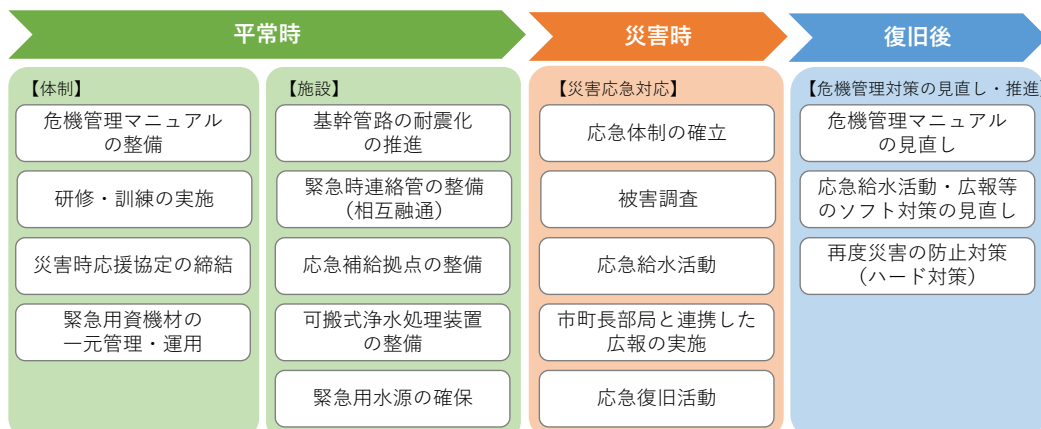 平常時
災害時
復旧後
【体制】
危機管理マニュアル
の整備
研修・訓練の実施
災害時応援協定の締結
緊急用資機材の
一元管理・運用
【施設】
基幹管路の耐震化
の推進
緊急時連絡管の整備
（相互融通）
応急補給拠点の整備
可搬式浄水処理装置
の整備
緊急用水源の確保
【災害応急対応】
応急体制の確立
被害調査
応急給水活動
市町長部局と連携した
広報の実施
応急復旧活動
【危機管理対策の見直し・推進】
危機管理マニュアル
の見直し
応急給水活動・広報等
のソフト対策の見直し
再度災害の防止対策
（ハード対策）